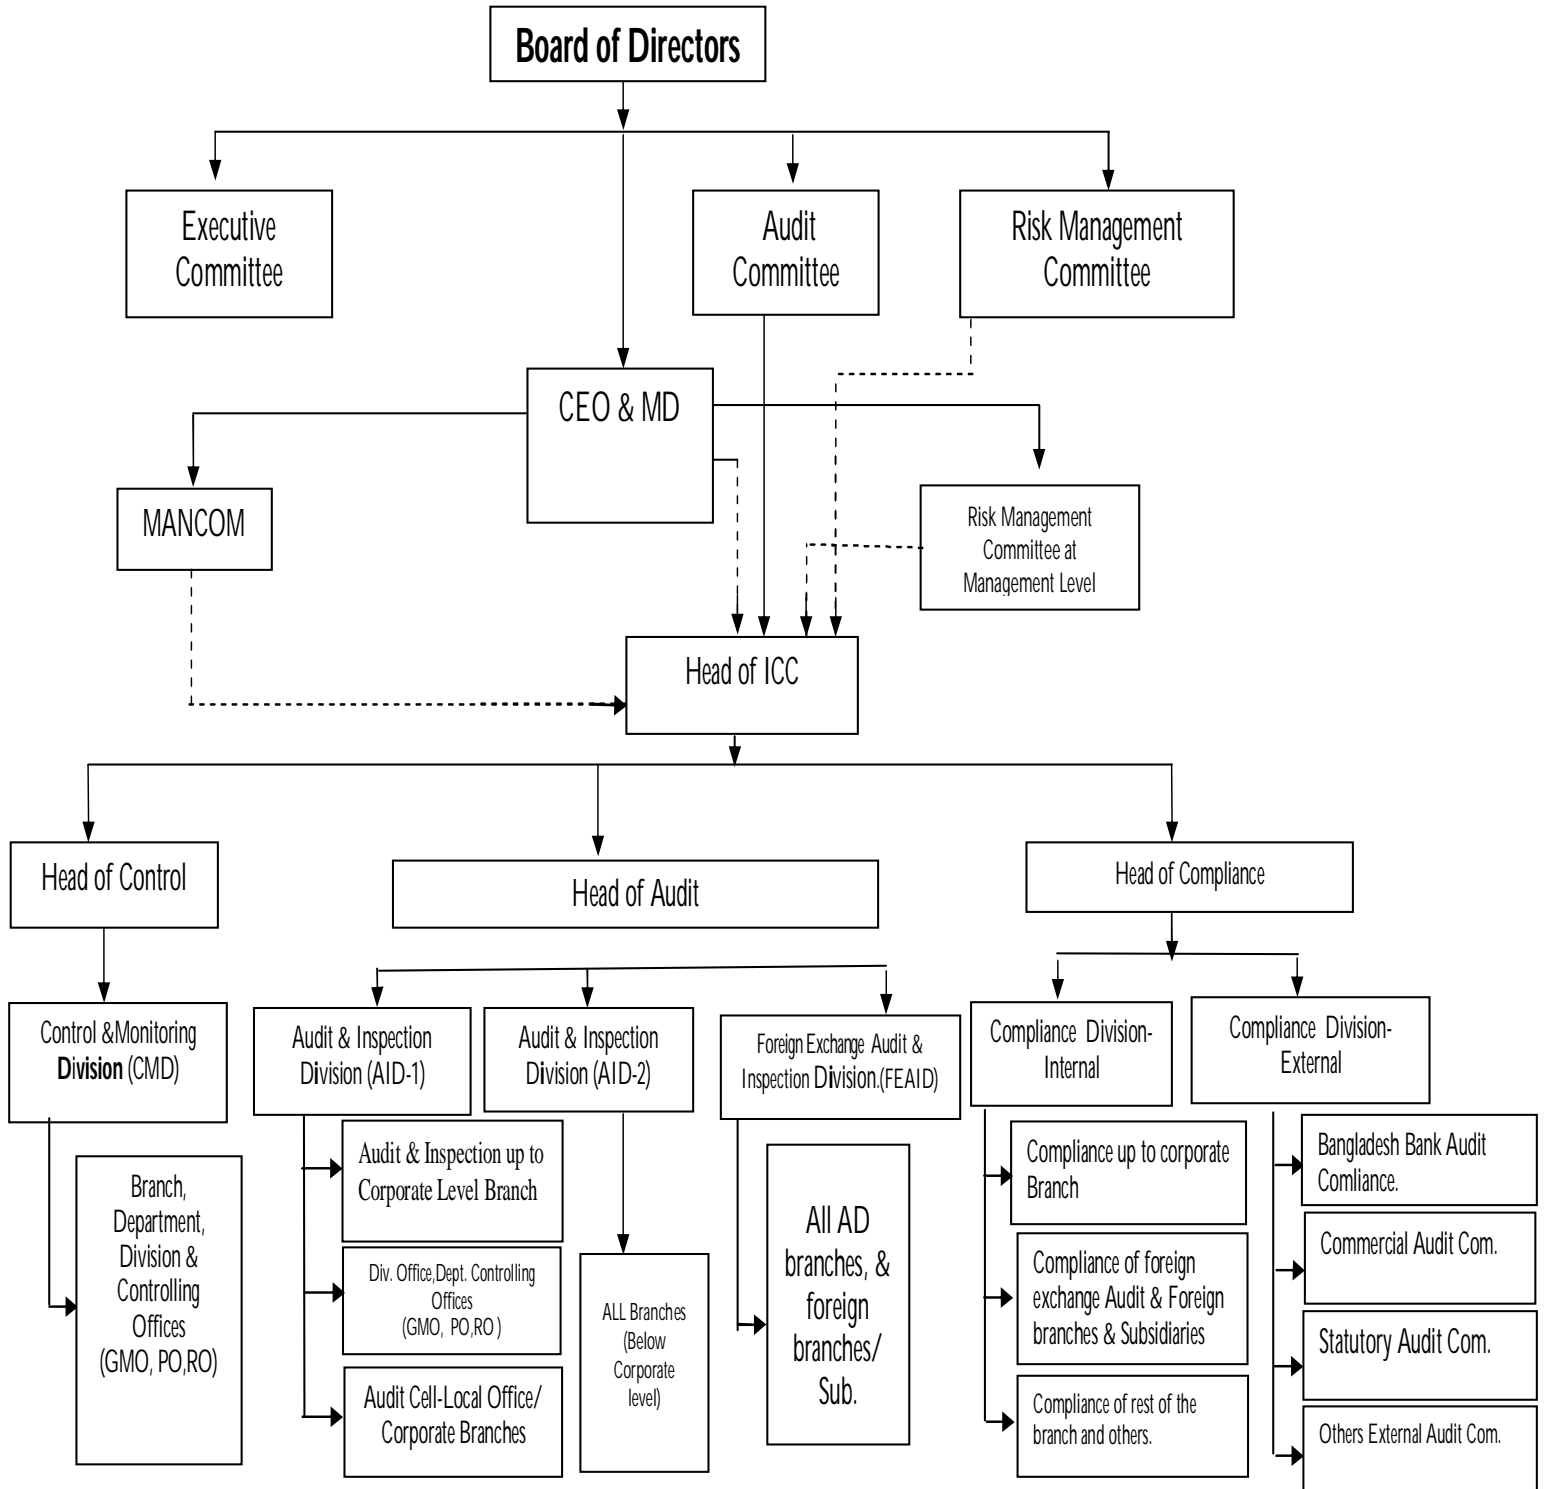 Board of Directors
Executive
Committee
Audit
Committee
Risk Management
Committee
CEO & MD
MANCOM
Risk Management
Committee at
Management Level
Head of ICC
Head of Control
Head of Audit
Head of Compliance
Control &Monitoring
Division (CMD)
Audit & Inspection
Division (AID-1)
Audit & Inspection
Division (AID-2)
Foreign Exchange Audit &
Inspection Division.(FEAID)
Compliance Division-
Internal
Compliance Division-
External
Branch,
Department,
Division &
Controlling
Offices
(GMO, PO,RO)
Audit & Inspection up to
Corporate Level Branch
Div. Office,Dept. Controlling
Offices
(GMO, PO,RO )
Audit Cell-Local Office/
Corporate Branches
ALL Branches
(Below
Corporate
level)
All AD
branches, &
foreign
branches/
Sub.
Compliance up to corporate
Branch
Compliance of foreign
exchange Audit & Foreign
branches & Subsidiaries
Compliance of rest of the
branch and others.
Bangladesh Bank Audit
Comliance.
Commercial Audit Com.
Statutory Audit Com.
Others External Audit Com.